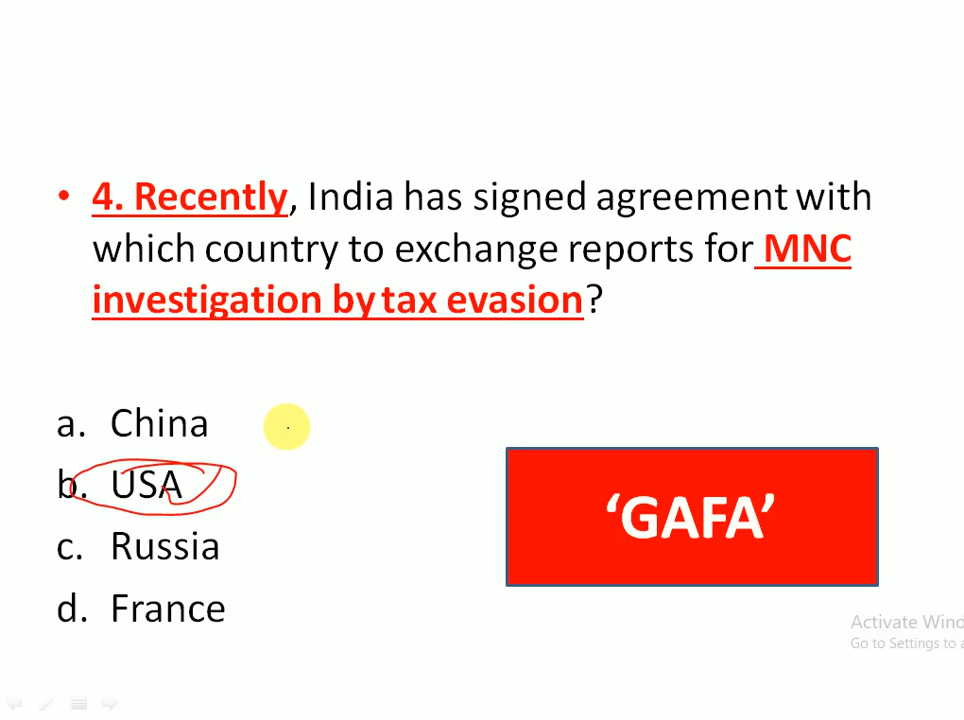 • 4. Recently, India has signed agreement with
which country to exchange reports for MNC
investigation by tax evasion?
a. China
b. USA
c. Russia
d. France
‘GAFA’
Activate Wind
Go to Settings to a